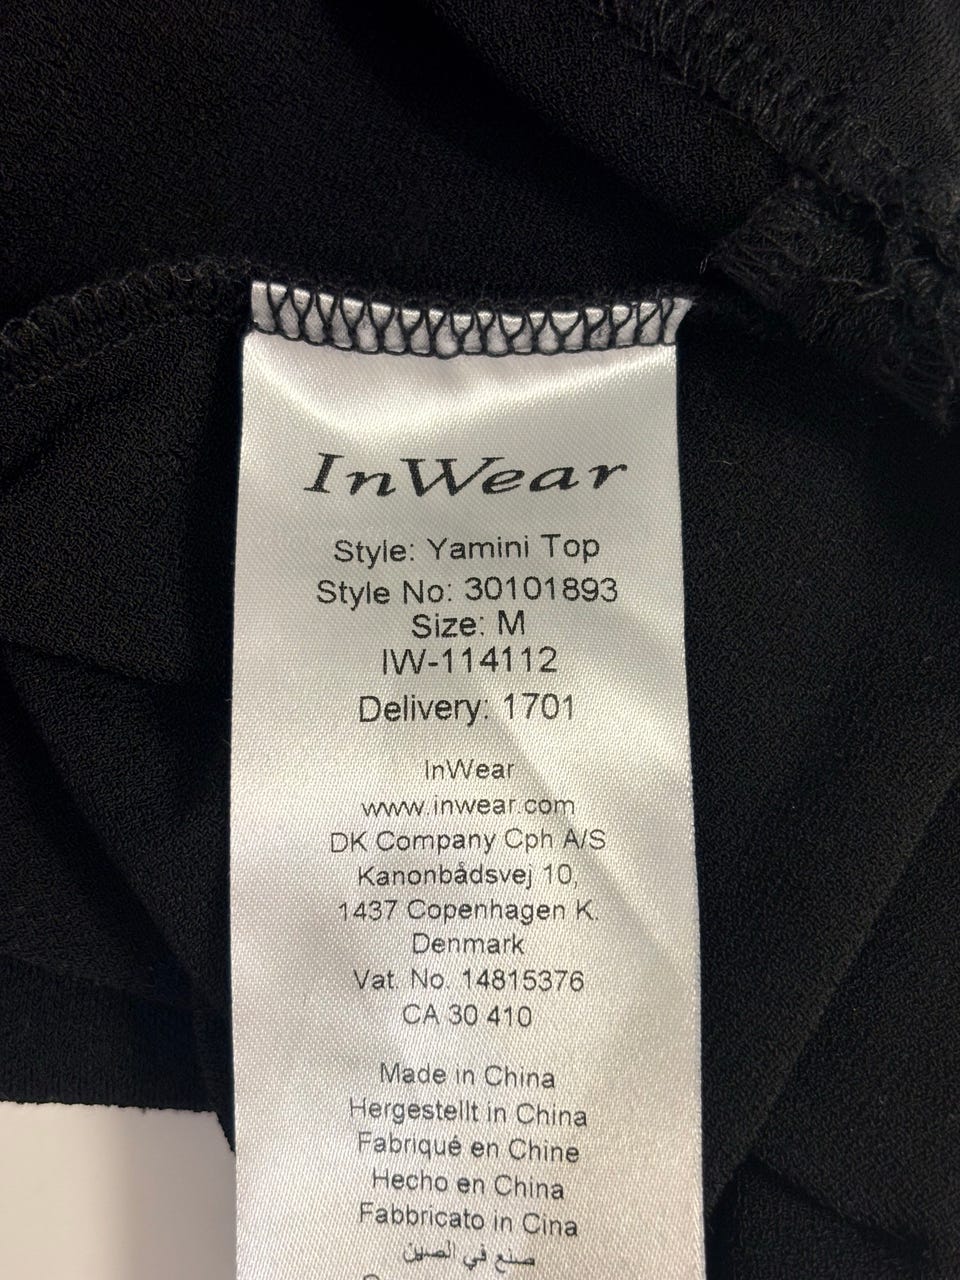 InWear
Style: Yamini Top
Style No: 30101893
Size: M
IW-114112
Delivery: 1701
InWear
www.inwear.com
DK Company Cph A/S
Kanonbådsvej 10,
1437 Copenhagen K.
Denmark
Vat. No. 14815376
CA 30 410
Made in China
Hergestellt in China
Fabriqué en Chine
Hecho en China
Fabbricato in Cina
صنع في الصين